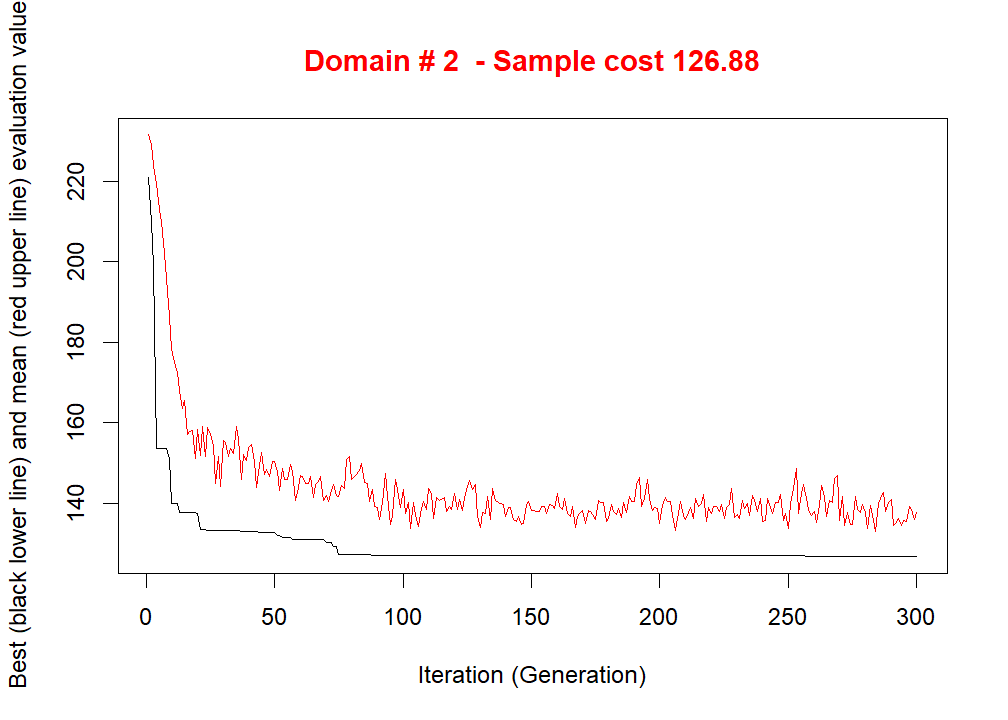 Domain # 2 - Sample cost 126.88
Best (black lower line) and mean (red upper line) evaluation value
220
200
180
160
140
0 50 100 150 200 250 300
Iteration (Generation)